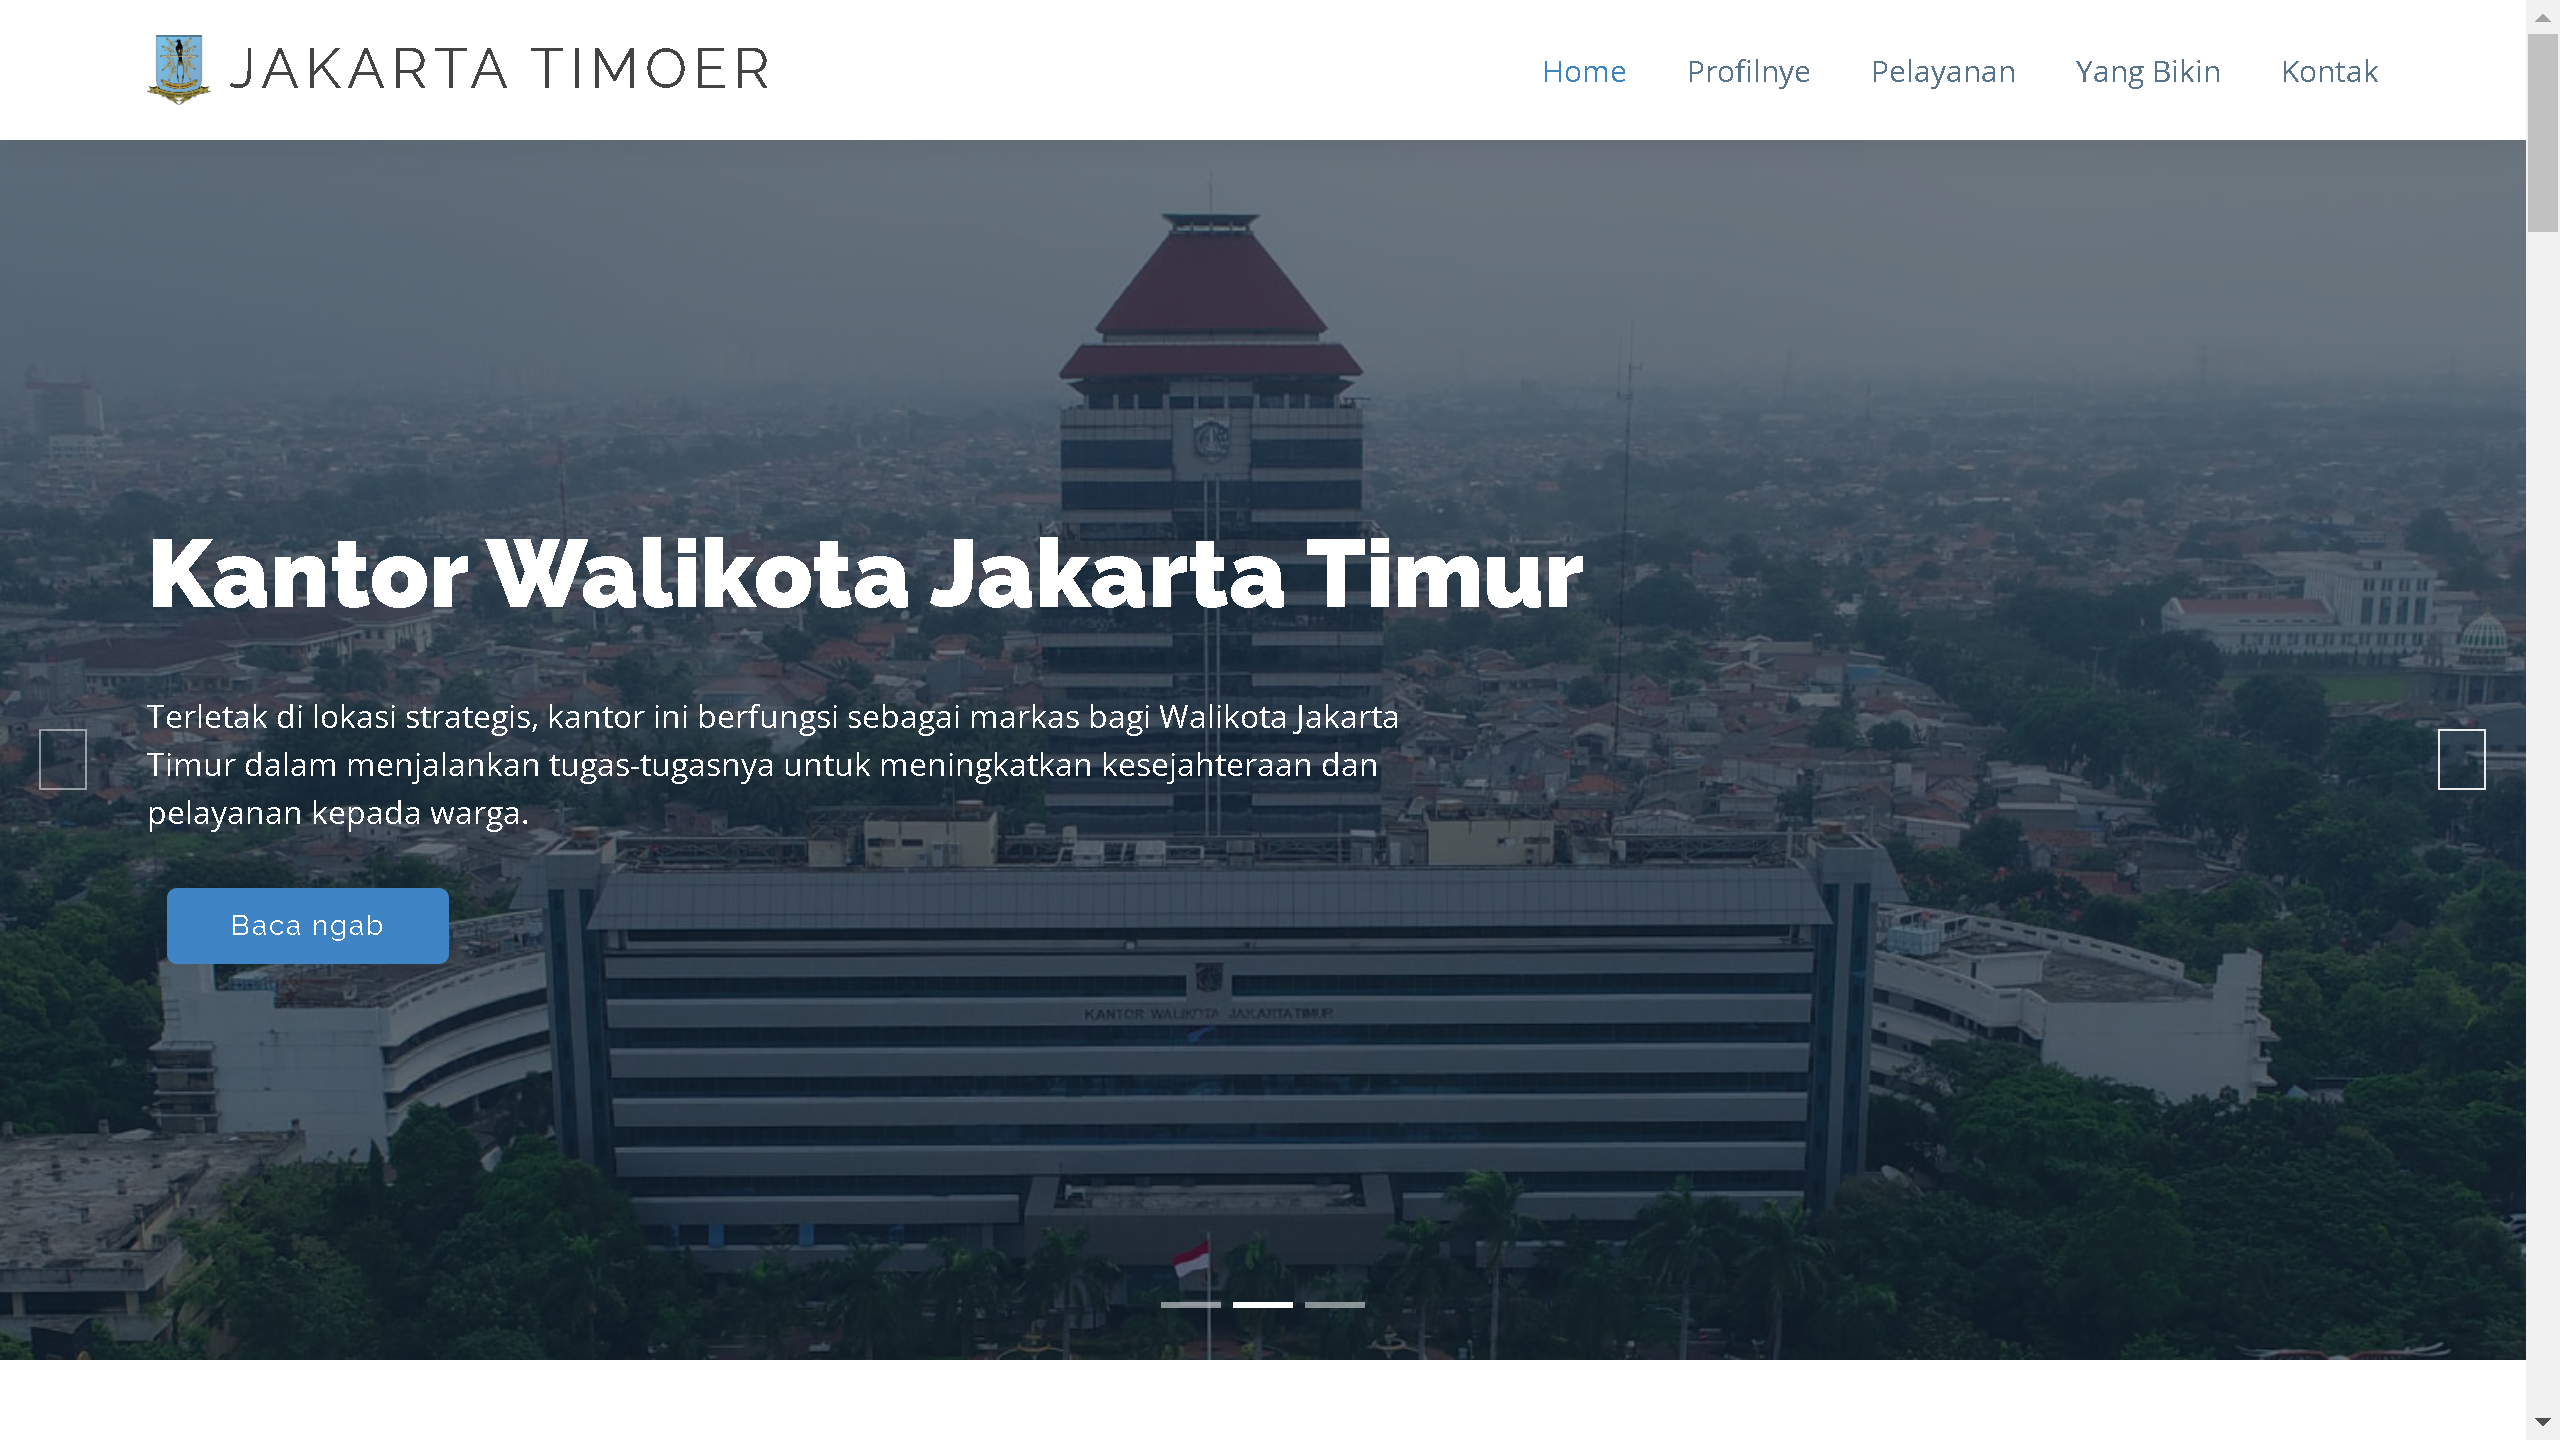 JAKARTA TIMOER
Home
Profilnye
Pelayanan
Yang Bikin
Kontak
Kantor Walikota Jakarta Timur
Terletak di lokasi strategis, kantor ini berfungsi sebagai markas bagi Walikota Jakarta
Timur dalam menjalankan tugas-tugasnya untuk meningkatkan kesejahteraan dan
pelayanan kepada warga.
Baca ngab
KANTOR WALIKOTA JAKARTA TIMUR